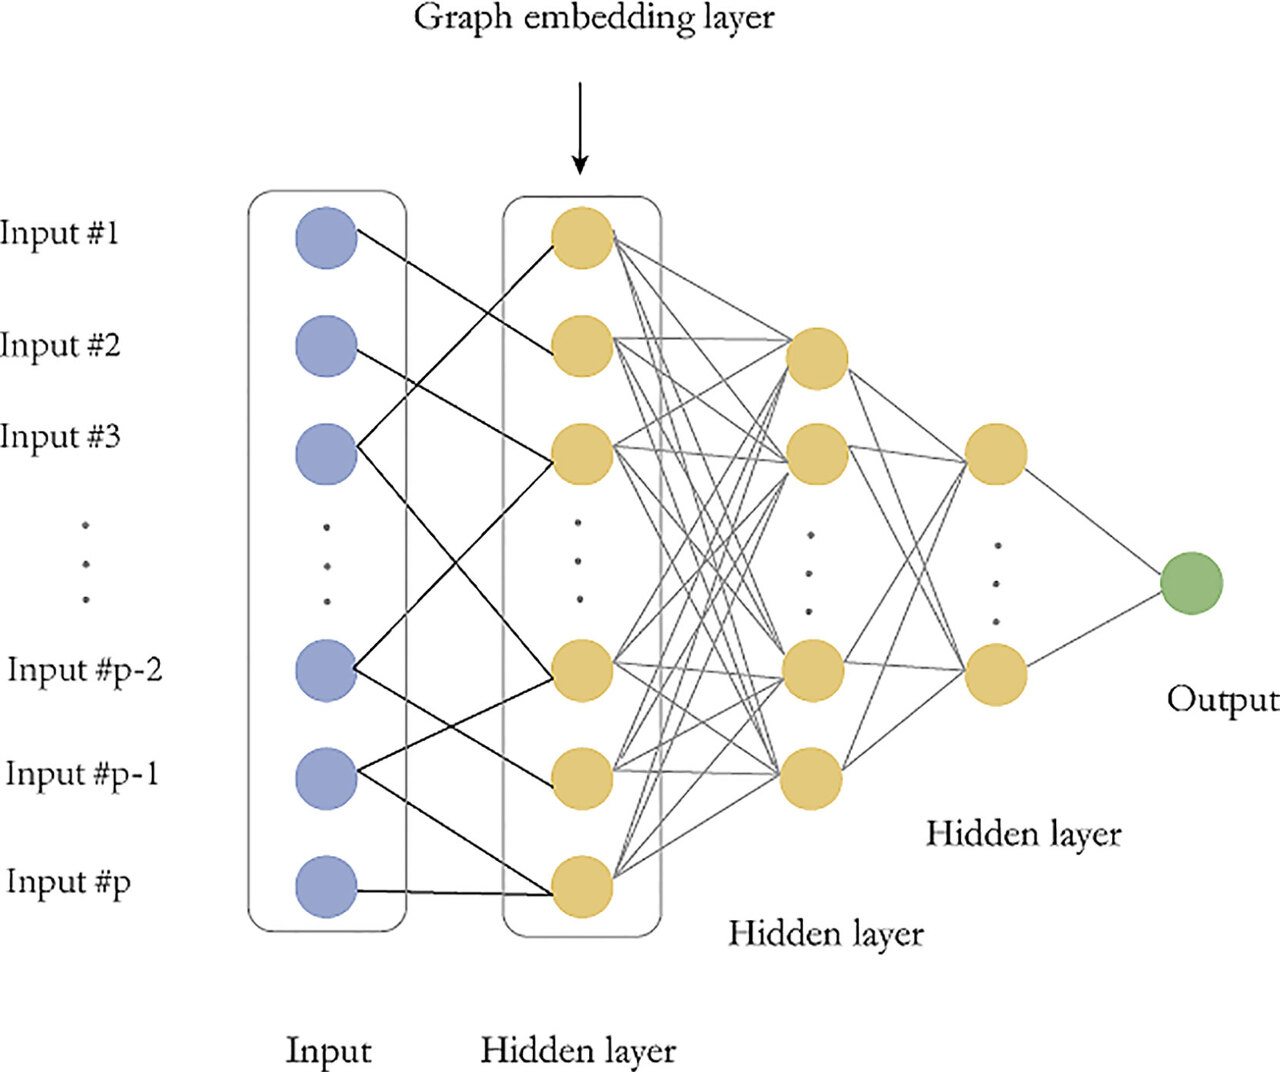 Graph embedding layer
Input #1
Input #2
Input #3
Input #p-2
Input #p-1
Input #p
Output
Hidden layer
Hidden layer
Input
Hidden layer